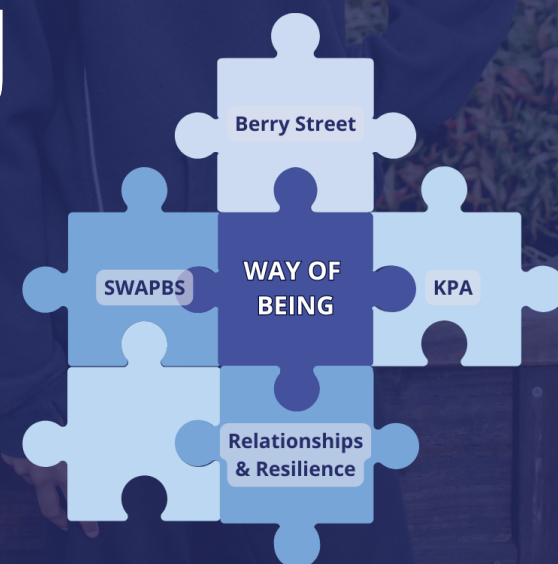 Berry Street
SWAPBS
WAY OF
BEING
KPA
Relationships
& Resilience